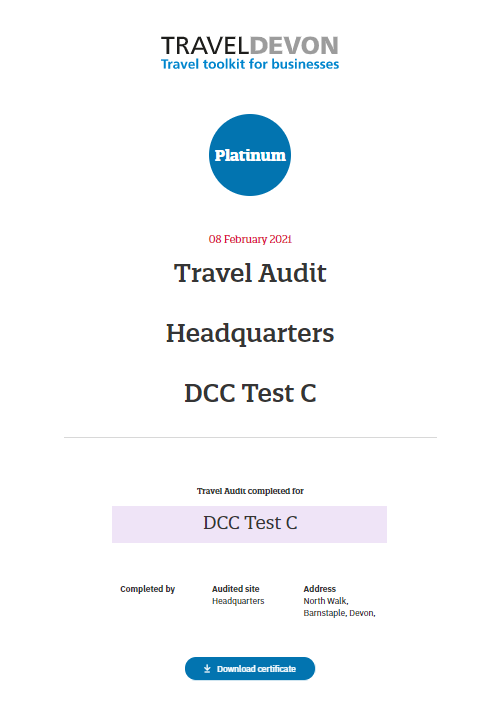 TRAVELDEVON
Travel toolkit for businesses
Platinum
08 February 2021
Travel Audit
Headquarters
DCC Test C
Travel Audit completed for
DCC Test C
Completed by
Audited site
Headquarters
Address
North Walk,
Barnstaple, Devon,
Download certificate